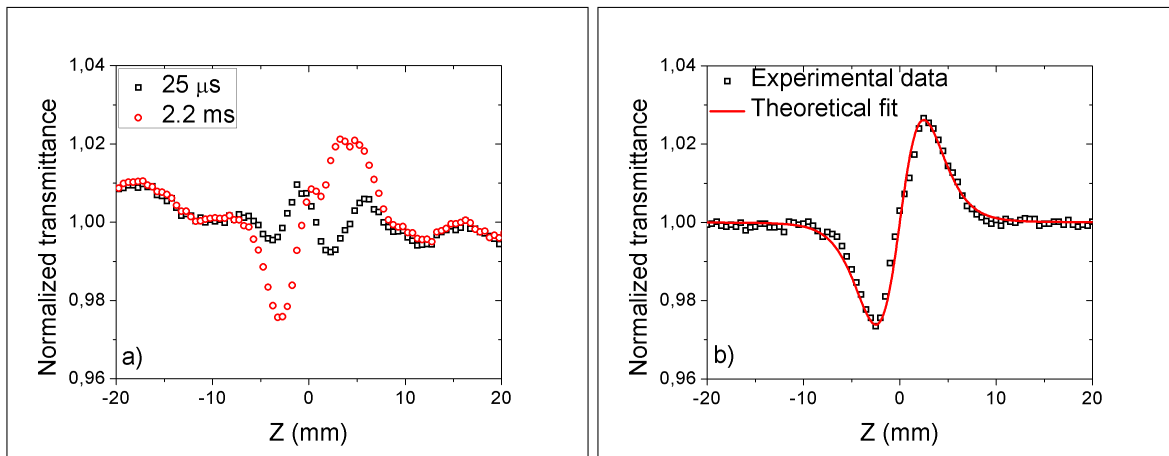 1,04
1,02
1,00
0,98
0,96
-20
-10
0
10
20
Normalized transmittance
Z (mm)
25 μs
2.2 ms
a)
1,04
1,02
1,00
0,98
0,96
-20
-10
0
10
20
Normalized transmittance
Z (mm)
Experimental data
Theoretical fit
b)